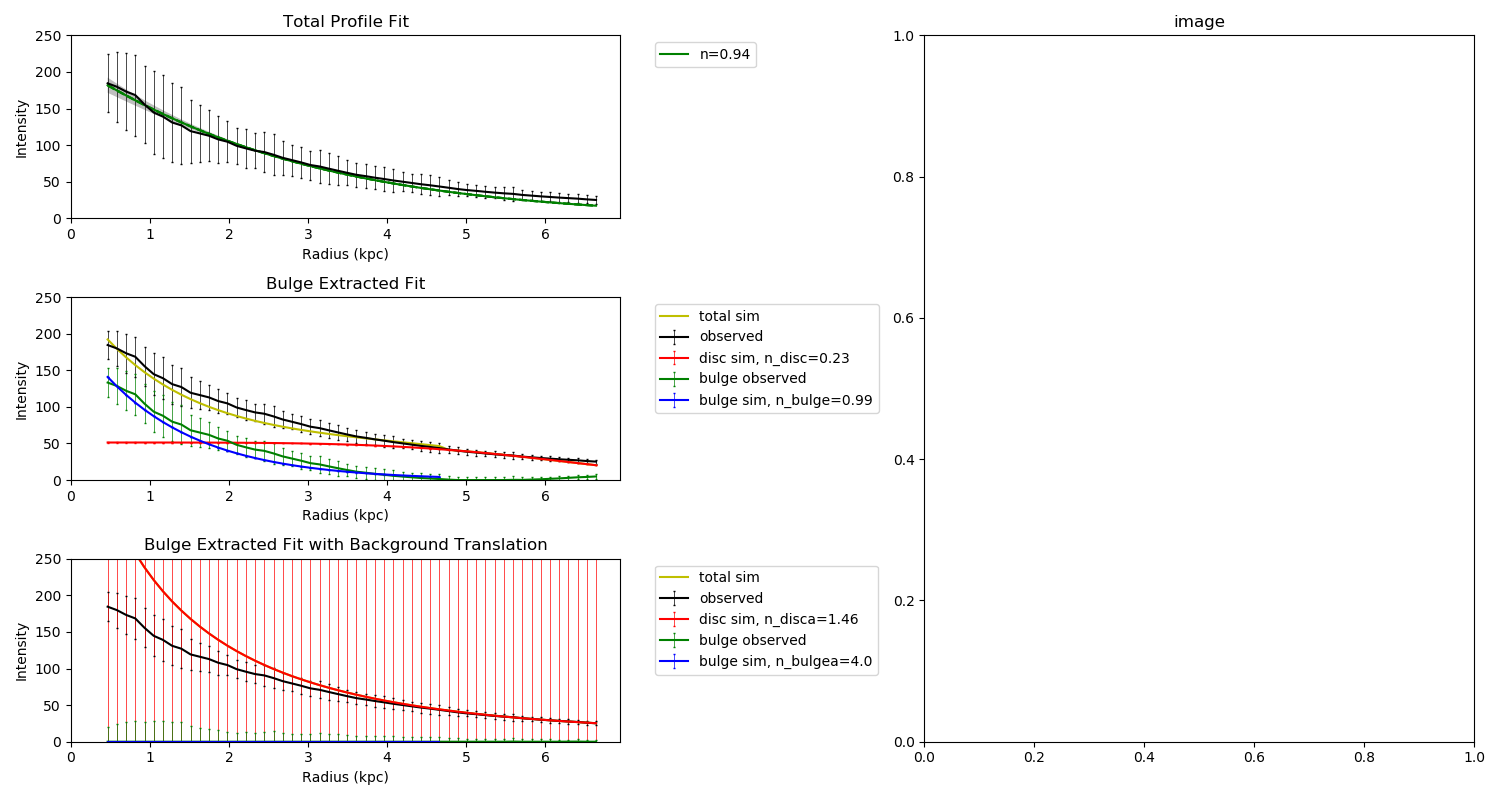 Total Profile Fit
250
200
150
100
50
0
Intensity
0 1 2 3 4 5 6
Radius (kpc)
n=0.94
Bulge Extracted Fit
250
200
150
100
50
0
Intensity
0 1 2 3 4 5 6
Radius (kpc)
total sim
observed
disc sim, n_disc=0.23
bulge observed
bulge sim, n_bulge=0.99
Bulge Extracted Fit with Background Translation
250
200
150
100
50
0
Intensity
0 1 2 3 4 5 6
Radius (kpc)
total sim
observed
disc sim, n_disca=1.46
bulge observed
bulge sim, n_bulgea=4.0
image
1.0
0.8
0.6
0.4
0.2
0.0
0.0 0.2 0.4 0.6 0.8 1.0